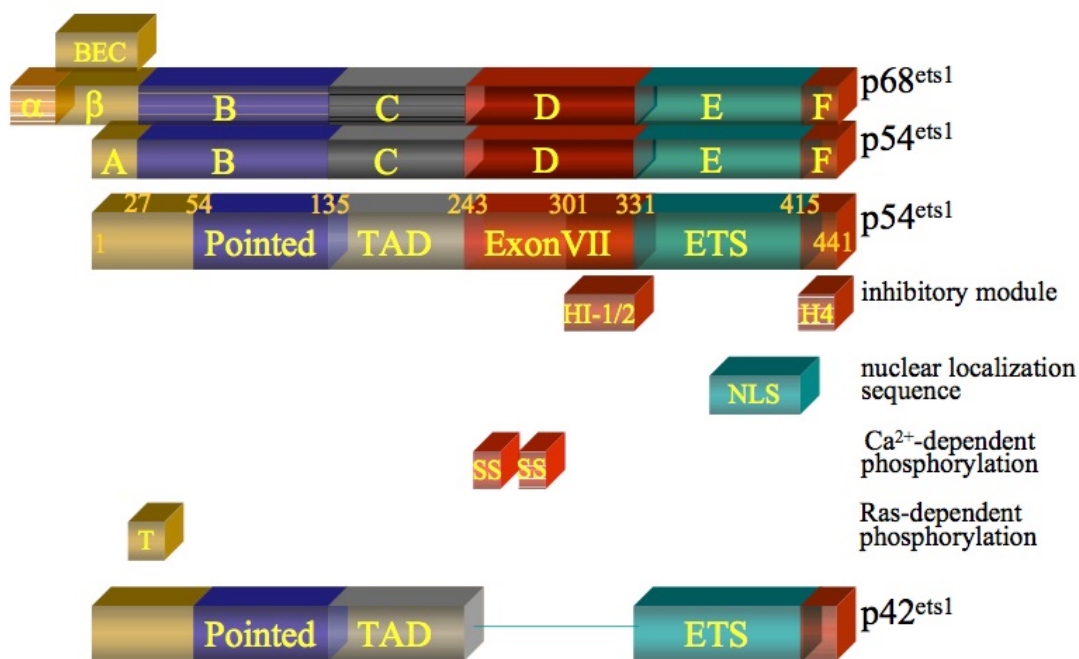 BEC
α β B C D E F p68ets1
A B C D E F p54ets1
27 54 135 243 301 331 415 p54ets1
1 Pointed TAD ExonVII ETS 441
HI-1/2 H4 inhibitory module
nuclear localization
NLS sequence
Ca2+-dependent
SS SS phosphorylation
Ras-dependent
T phosphorylation
Pointed TAD ETS p42ets1